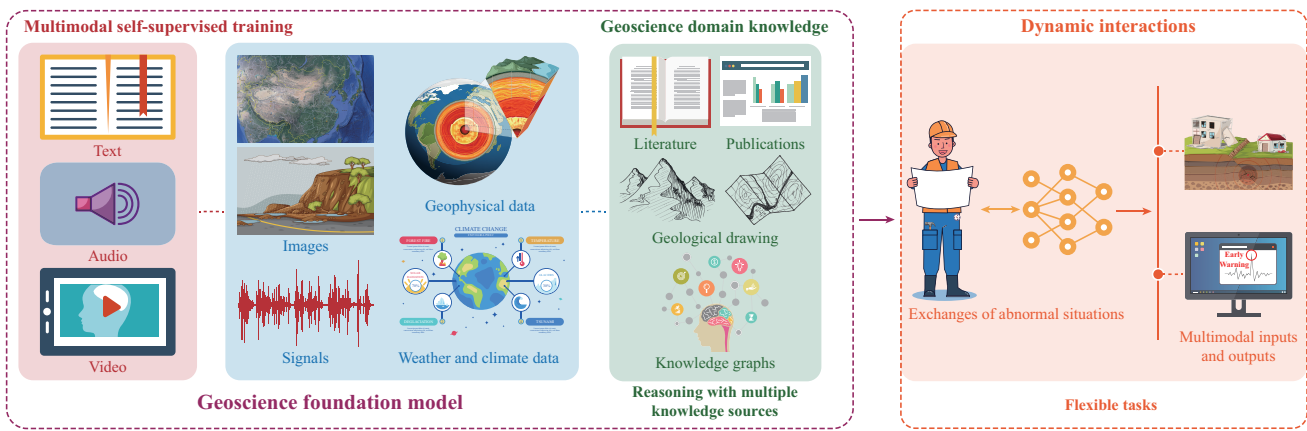 Multimodal self-supervised training
Geoscience domain knowledge
Dynamic interactions
Text
Audio
Video
Images
Signals
Geophysical data
CLIMATE CHANGE
Weather and climate data
Literature
Publications
Geological drawing
Knowledge graphs
Geoscience foundation model
Reasoning with multiple
knowledge sources
Exchanges of abnormal situations
Early
Warning
Multimodal inputs
and outputs
Flexible tasks